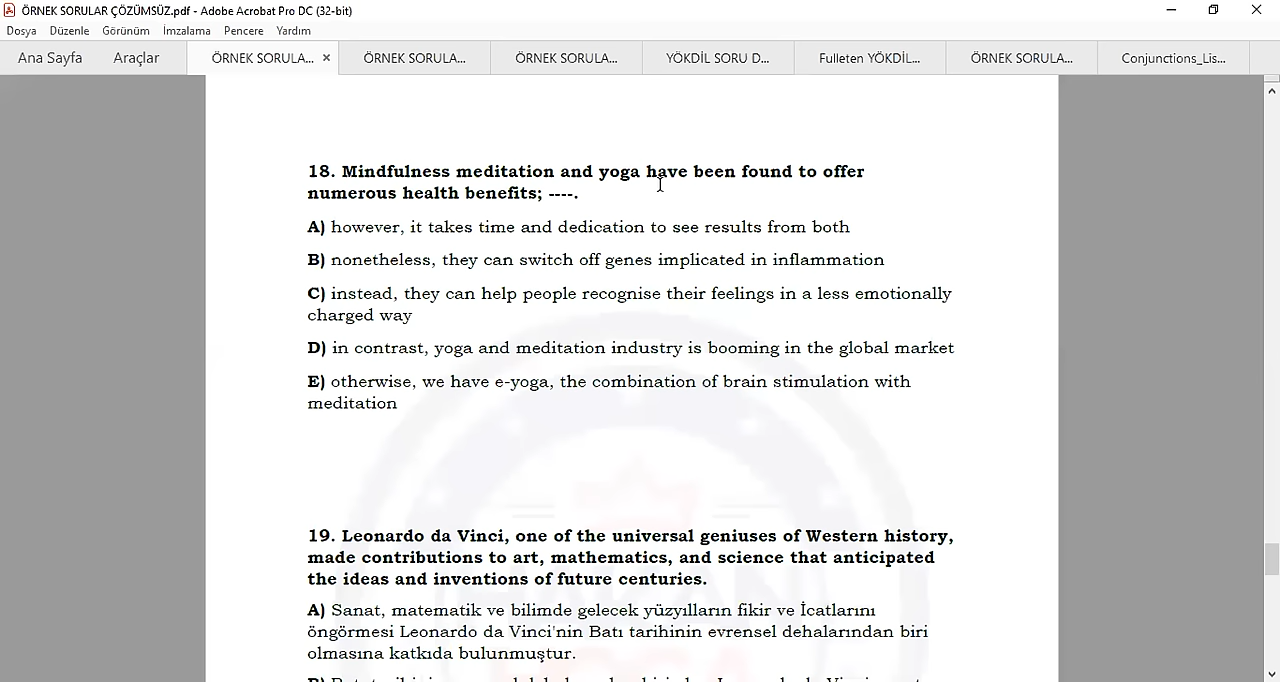 ÖRNEK SORULAR ÇÖZÜMSÜZ.pdf - Adobe Acrobat Pro DC (32-bit)
Dosya Düzenle Görünüm İmzalama Pencere Yardım
Ana Sayfa Araçlar ÖRNEK SORULA... × ÖRNEK SORULA... ÖRNEK SORULA... YÖKDİL SORU D... Fulleten YÖKDİL... ÖRNEK SORULA... Conjunctions_Lis...
18. Mindfulness meditation and yoga have been found to offer
numerous health benefits; ----.
A) however, it takes time and dedication to see results from both
B) nonetheless, they can switch off genes implicated in inflammation
C) instead, they can help people recognise their feelings in a less emotionally
charged way
D) in contrast, yoga and meditation industry is booming in the global market
E) otherwise, we have e-yoga, the combination of brain stimulation with
meditation
19. Leonardo da Vinci, one of the universal geniuses of Western history,
made contributions to art, mathematics, and science that anticipated
the ideas and inventions of future centuries.
A) Sanat, matematik ve bilimde gelecek yüzyılların fikir ve İcatlarını
öngörmesi Leonardo da Vinci'nin Batı tarihinin evrensel dehalarından biri
olmasına katkıda bulunmuştur.